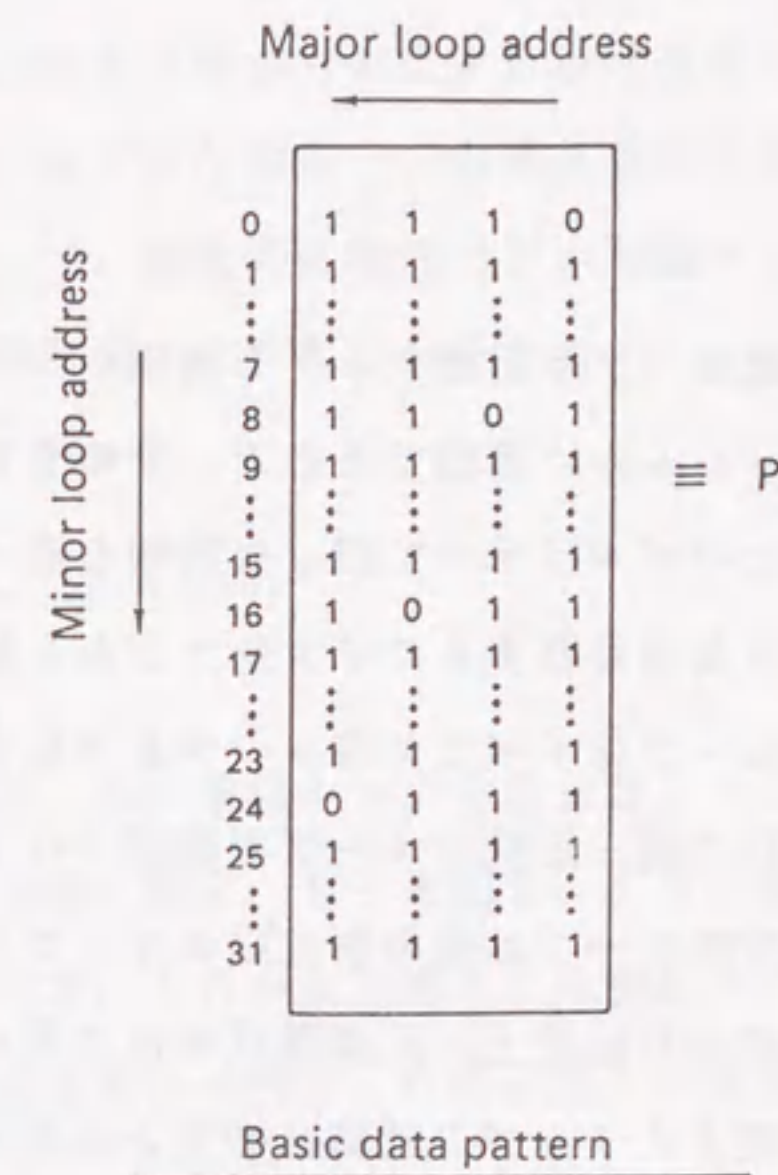 Major loop address
Minor loop address
0 1 1 1 0
1 1 1 1 1
7 1 1 1 1
8 1 1 0 1
9 1 1 1 1
≡ P
15 1 1 1 1
16 1 0 1 1
17 1 1 1 1
23 1 1 1 1
24 0 1 1 1
25 1 1 1 1
31 1 1 1 1
Basic data pattern